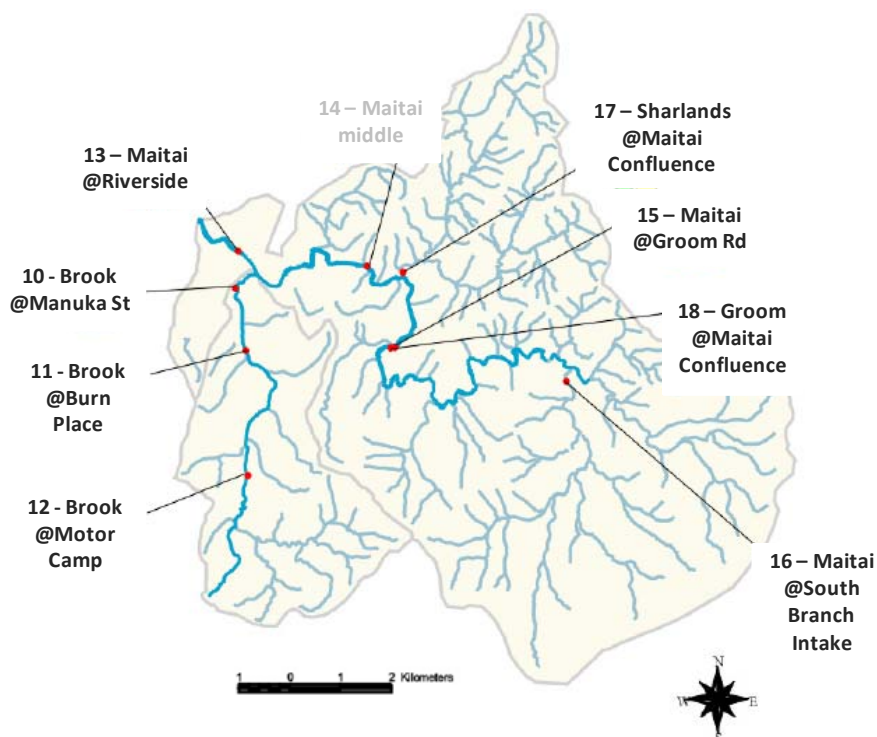 14 – Maitai
middle
17 – Sharlands
@Maitai
Confluence
13 – Maitai
@Riverside
15 – Maitai
@Groom Rd
10 - Brook
@Manuka St
18 – Groom
@Maitai
Confluence
11 - Brook
@Burn
Place
12 - Brook
@Motor
Camp
16 – Maitai
@South
Branch
Intake
1 0 1 2 Kilometers
N
W E
S